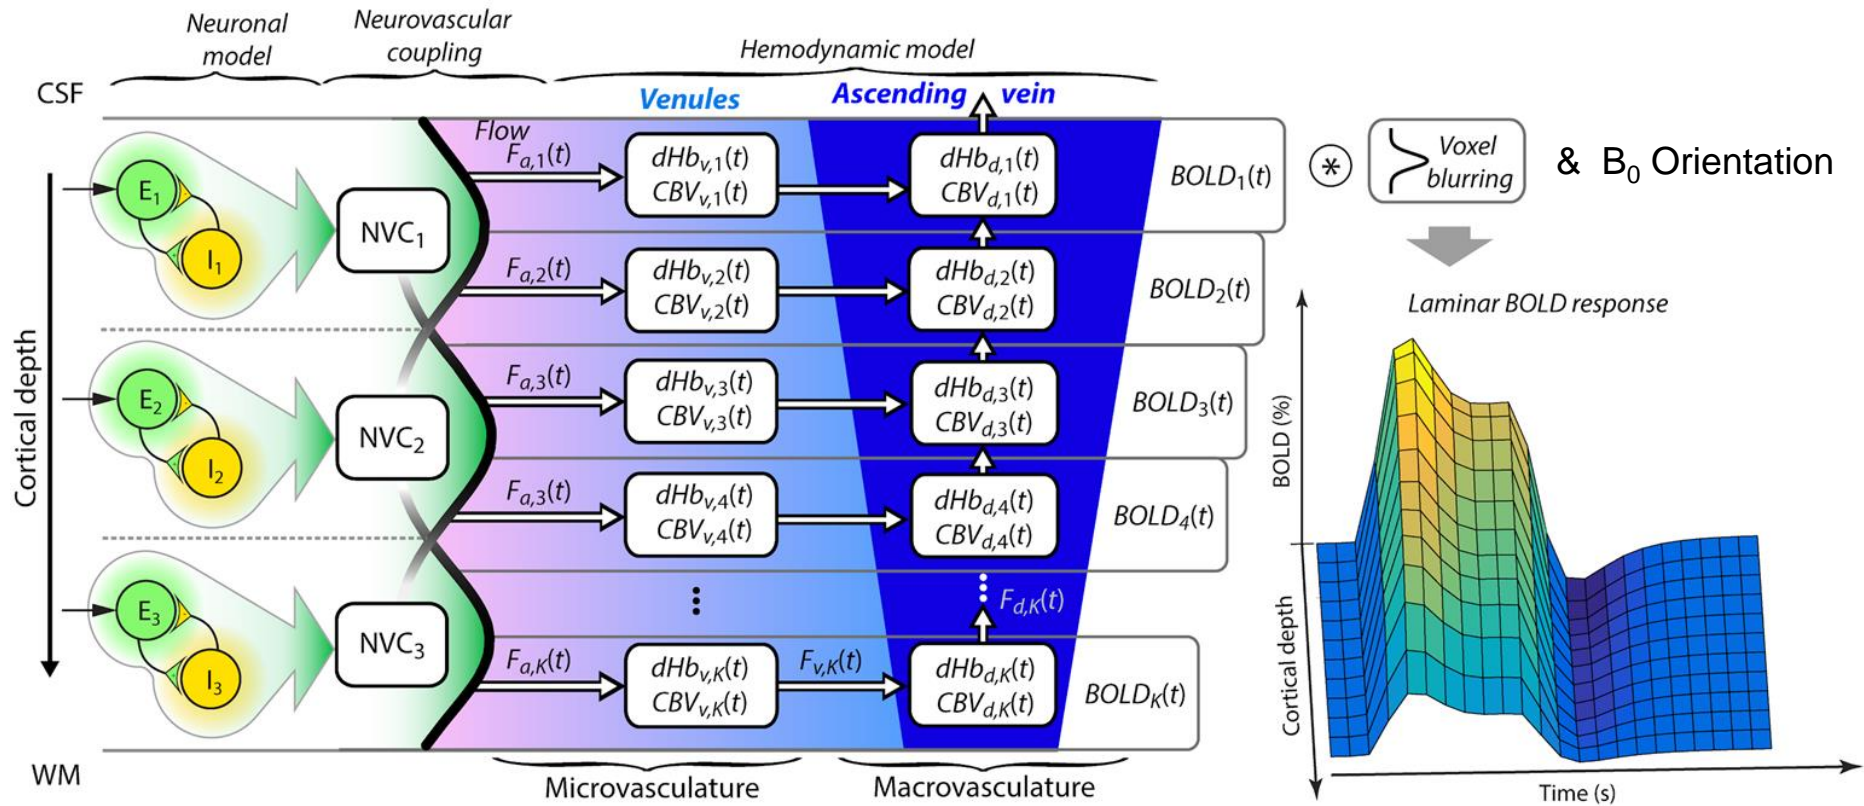 Neuronal
model
Neurovascular
coupling
Hemodynamic model
CSF
Venules
Ascending vein
Flow
Cortical depth
E1
I1
NVC1
Fa,1(t)
dHbv,1(t)
CBVv,1(t)
dHbd,1(t)
CBVd,1(t)
BOLD1(t)
Fa,2(t)
dHbv,2(t)
CBVv,2(t)
dHbd,2(t)
CBVd,2(t)
BOLD2(t)
E2
I2
NVC2
Fa,3(t)
dHbv,3(t)
CBVv,3(t)
dHbd,3(t)
CBVd,3(t)
BOLD3(t)
Fa,3(t)
dHbv,4(t)
CBVv,4(t)
dHbd,4(t)
CBVd,4(t)
BOLD4(t)
Fd,K(t)
E3
I3
NVC3
Fa,K(t)
dHbv,K(t)
CBVv,K(t)
Fv,K(t)
dHbd,K(t)
CBVd,K(t)
BOLDK(t)
WM
Microvasculature
Macrovasculature
* Voxel
blurring
& B0 Orientation
Laminar BOLD response
BOLD (%)
Cortical depth
Time (s)